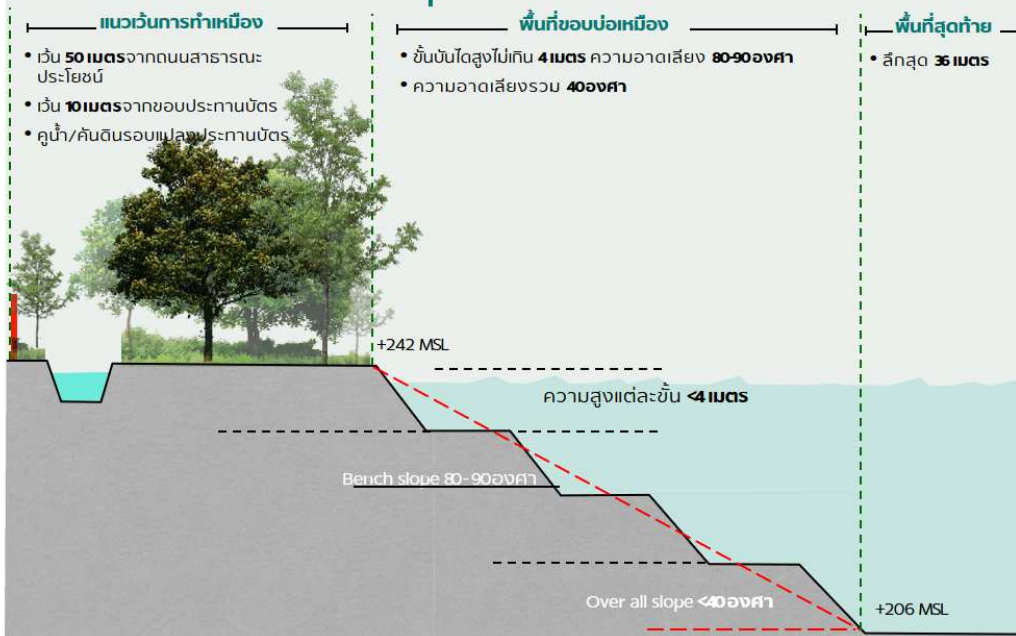 แนวเว้นการทำเหมือง
• เว้น 50 เมตรจากถนนสาธารณะ
ประโยชน์
• เว้น 10 เมตรจากขอบประทานบัตร
• คูน้ำ/คันดินรอบแปลงประทานบัตร
พื้นที่ขอบบ่อเหมือง
• ขั้นบันไดสูงไม่เกิน 4 เมตร ความอาดเลียง 80-90 องศา
• ความอาดเลียงรวม 40 องศา
พื้นที่สุดท้าย
• ลึกสุด 36 เมตร
+242 MSL
ความสูงแต่ละขั้น <4 เมตร
Bench slope 80-90องศา
Over all slope <40 องศา
+206 MSL